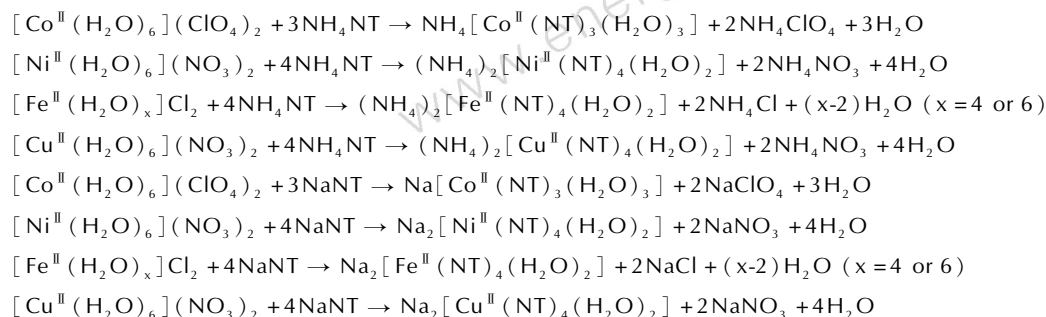 [Co^Ⅱ(H₂O)₆](ClO₄)₂ +3NH₄NT → NH₄[Co^Ⅱ(NT)₃(H₂O)₃] +2NH₄ClO₄ +3H₂O
[Ni^Ⅱ(H₂O)₆](NO₃)₂ +4NH₄NT → (NH₄)₂[Ni^Ⅱ(NT)₄(H₂O)₂] +2NH₄NO₃ +4H₂O
[Fe^Ⅱ(H₂O)ₓ]Cl₂ +4NH₄NT → (NH₄)₂[Fe^Ⅱ(NT)₄(H₂O)₂] +2NH₄Cl +(x-2)H₂O (x =4 or 6)
[Cu^Ⅱ(H₂O)₆](NO₃)₂ +4NH₄NT → (NH₄)₂[Cu^Ⅱ(NT)₄(H₂O)₂] +2NH₄NO₃ +4H₂O
[Co^Ⅱ(H₂O)₆](ClO₄)₂ +3NaNT → Na[Co^Ⅱ(NT)₃(H₂O)₃] +2NaClO₄ +3H₂O
[Ni^Ⅱ(H₂O)₆](NO₃)₂ +4NaNT → Na₂[Ni^Ⅱ(NT)₄(H₂O)₂] +2NaNO₃ +4H₂O
[Fe^Ⅱ(H₂O)ₓ]Cl₂ +4NaNT → Na₂[Fe^Ⅱ(NT)₄(H₂O)₂] +2NaCl +(x-2)H₂O (x =4 or 6)
[Cu^Ⅱ(H₂O)₆](NO₃)₂ +4NaNT → Na₂[Cu^Ⅱ(NT)₄(H₂O)₂] +2NaNO₃ +4H₂O